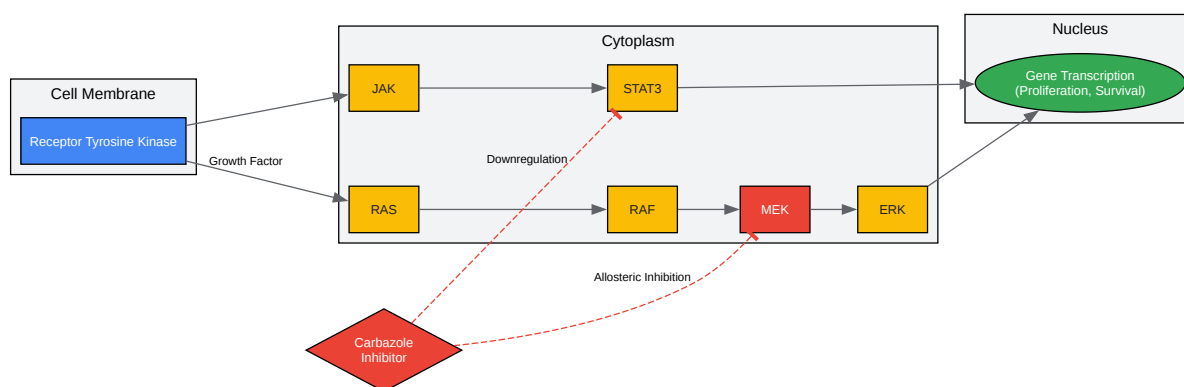 Cell Membrane
Receptor Tyrosine Kinase
Growth Factor
Cytoplasm
JAK
STAT3
Downregulation
RAS
RAF
MEK
ERK
Allosteric Inhibition
Carbazole
Inhibitor
Nucleus
Gene Transcription
(Proliferation, Survival)